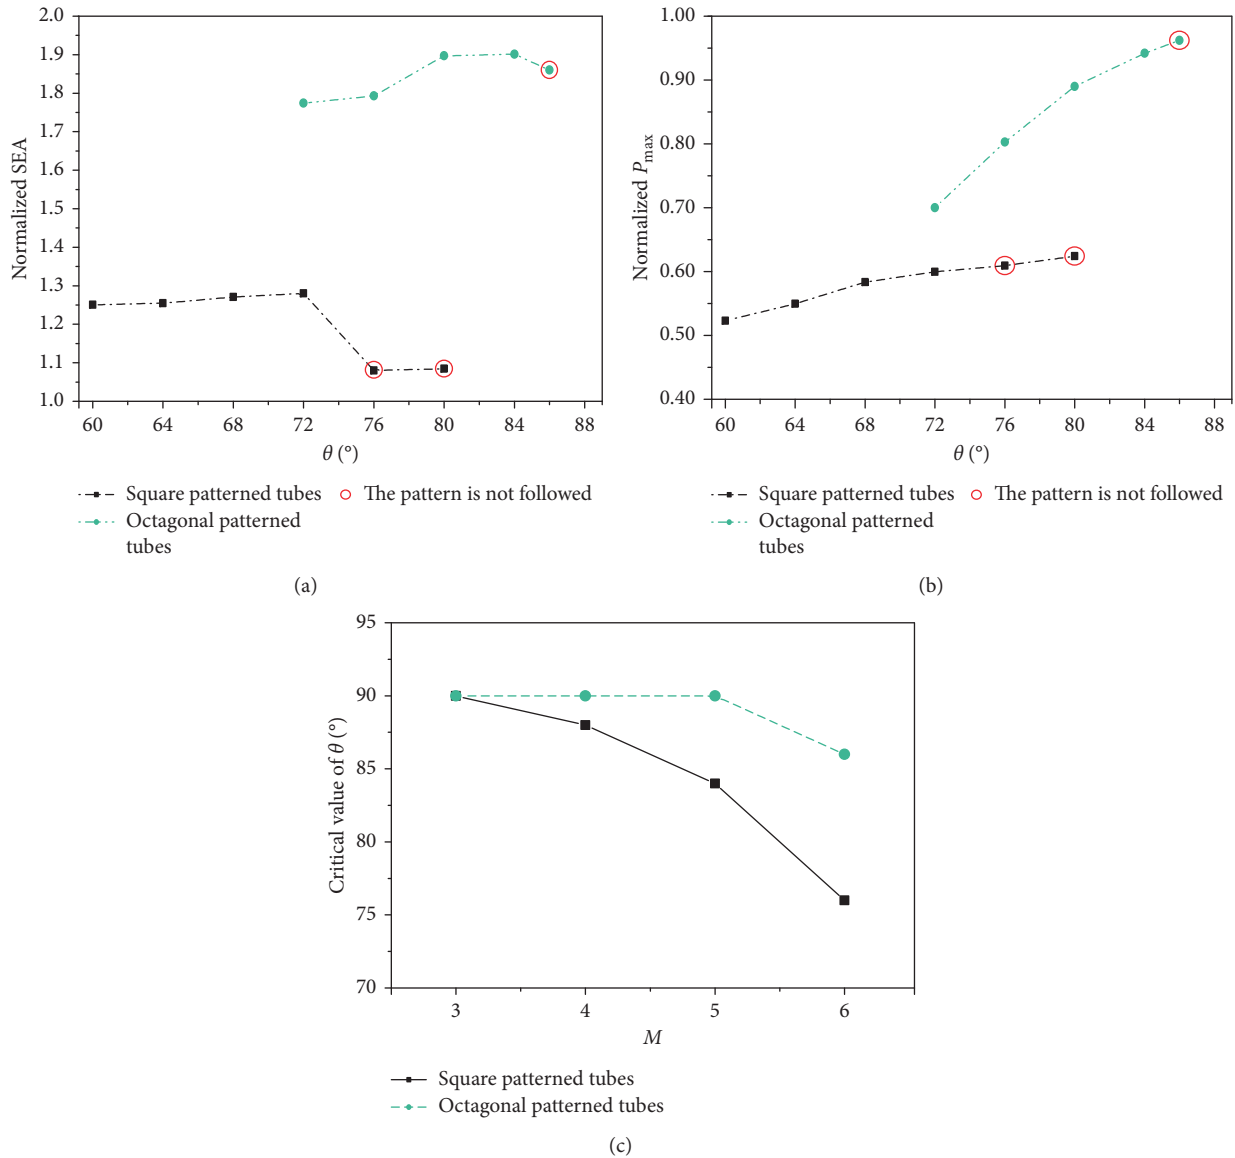 2.0
1.9
1.8
1.7
1.6
1.5
1.4
1.3
1.2
1.1
1.0
Normalized SEA
60 64 68 72 76 80 84 88
θ (°)
Square patterned tubes
The pattern is not followed
Octagonal patterned
tubes
(a)
1.00
0.90
0.80
0.70
0.60
0.50
0.40
Normalized Pmax
60 64 68 72 76 80 84 88
θ (°)
Square patterned tubes
The pattern is not followed
Octagonal patterned
tubes
(b)
95
90
85
80
75
70
Critical value of θ (°)
3 4 5 6
M
Square patterned tubes
Octagonal patterned tubes
(c)